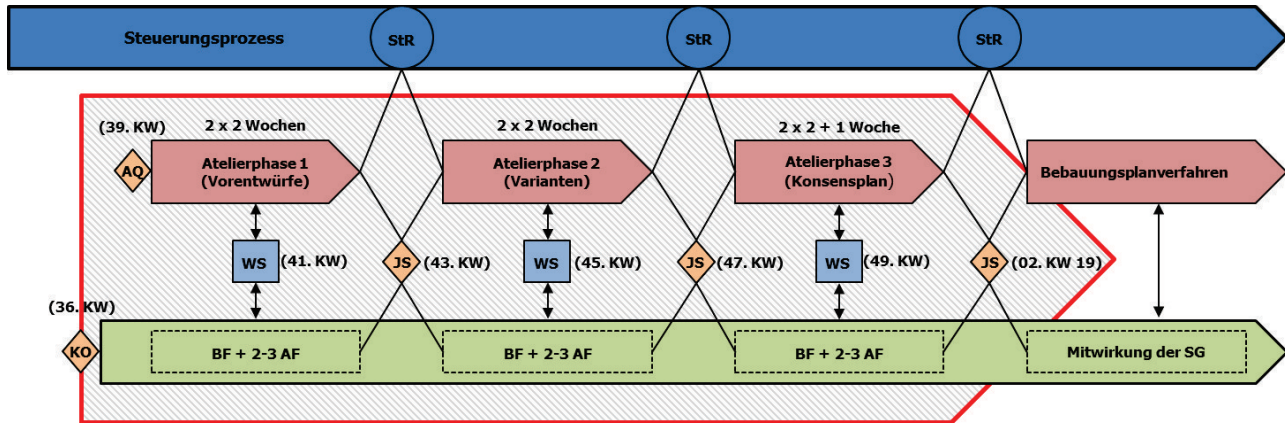 Steuerungsprozess
StR
StR
StR
(39. KW)
2 x 2 Wochen
2 x 2 Wochen
2 x 2 + 1 Woche
AQ
Atelierphase 1
(Vorentwürfe)
Atelierphase 2
(Varianten)
Atelierphase 3
(Konsensplan)
Bebauungsplanverfahren
WS
(41. KW)
JS
(43. KW)
WS
(45. KW)
JS
(47. KW)
WS
(49. KW)
JS
(02. KW 19)
(36. KW)
KO
BF + 2-3 AF
BF + 2-3 AF
BF + 2-3 AF
Mitwirkung der SG